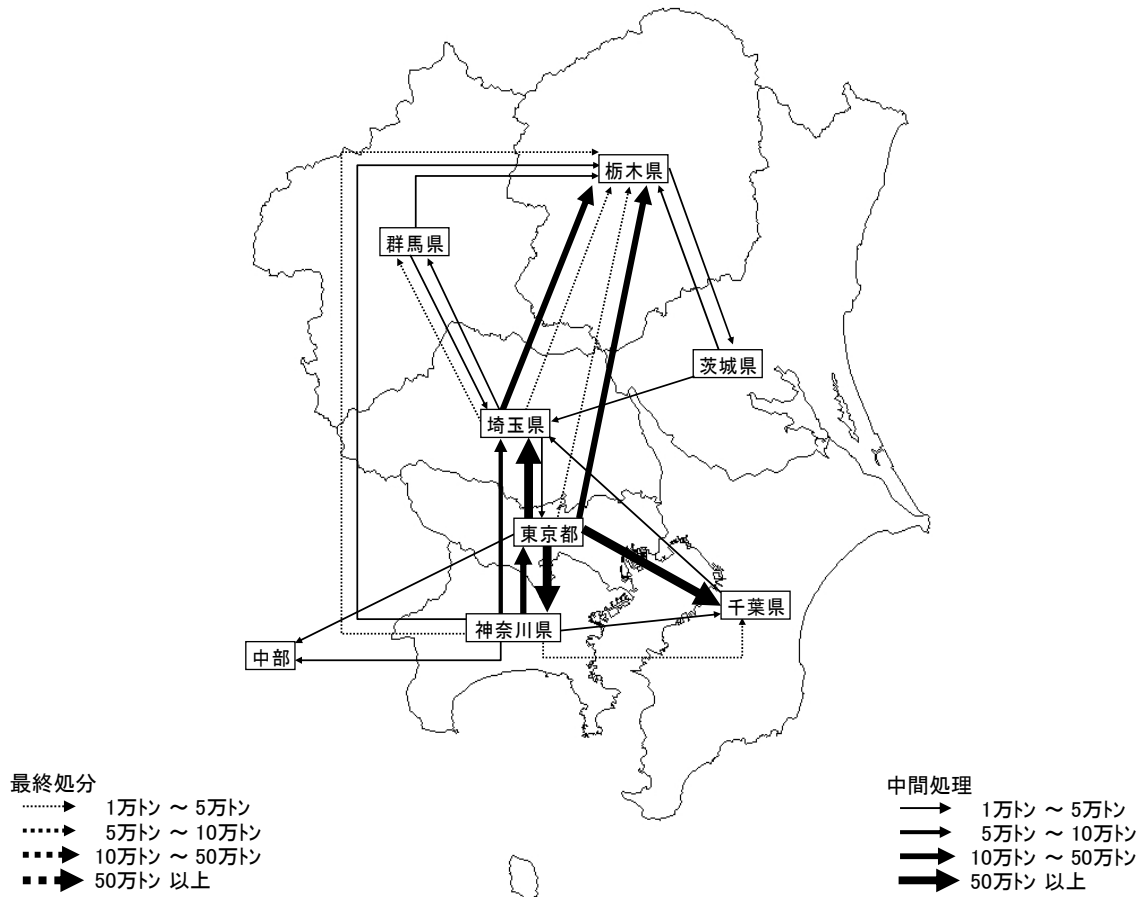 栃木県
群馬県
茨城県
埼玉県
東京都
千葉県
神奈川県
中部
最終処分
1万トン ～ 5万トン
5万トン ～ 10万トン
10万トン ～ 50万トン
50万トン 以上
中間処理
1万トン ～ 5万トン
5万トン ～ 10万トン
10万トン ～ 50万トン
50万トン 以上